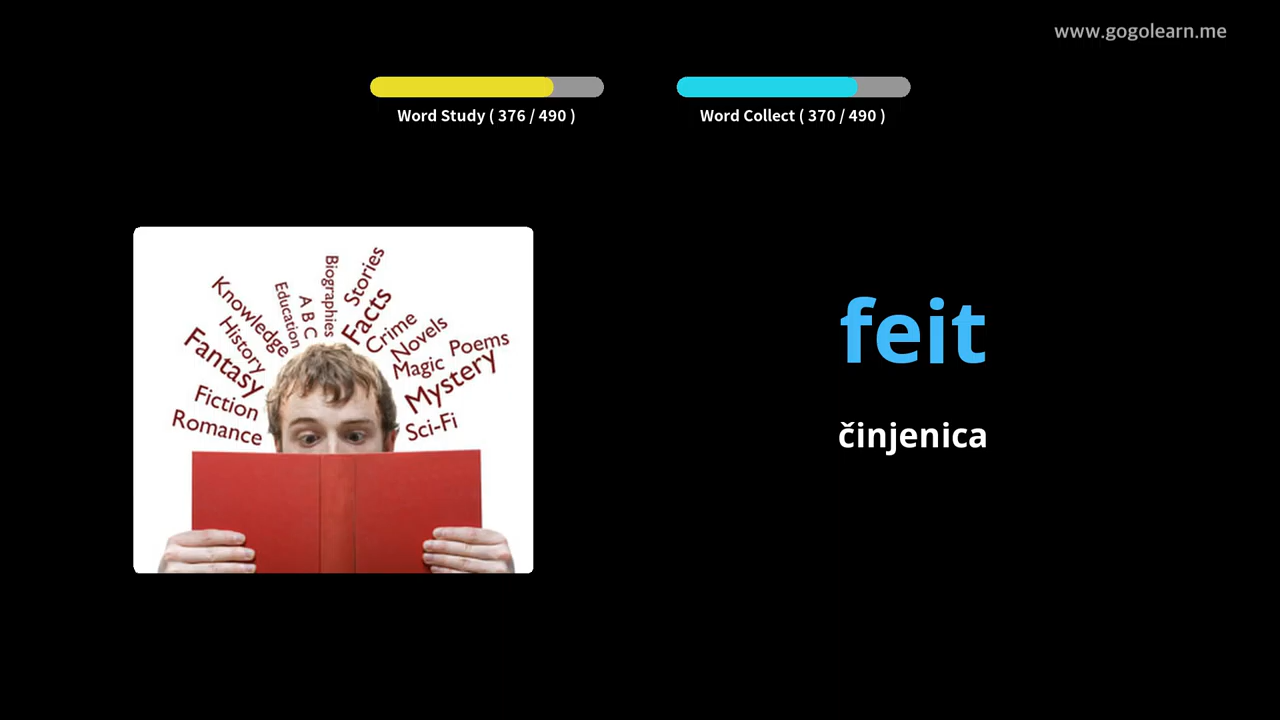 www.gogolearn.me
Word Study ( 376 / 490 )
Word Collect ( 370 / 490 )
Knowledge
History
Fantasy
Fiction
Romance
Education
A B C
Biographies
Stories
Facts
Crime
Novels
Magic
Poems
Mystery
Sci-Fi
feit
činjenica